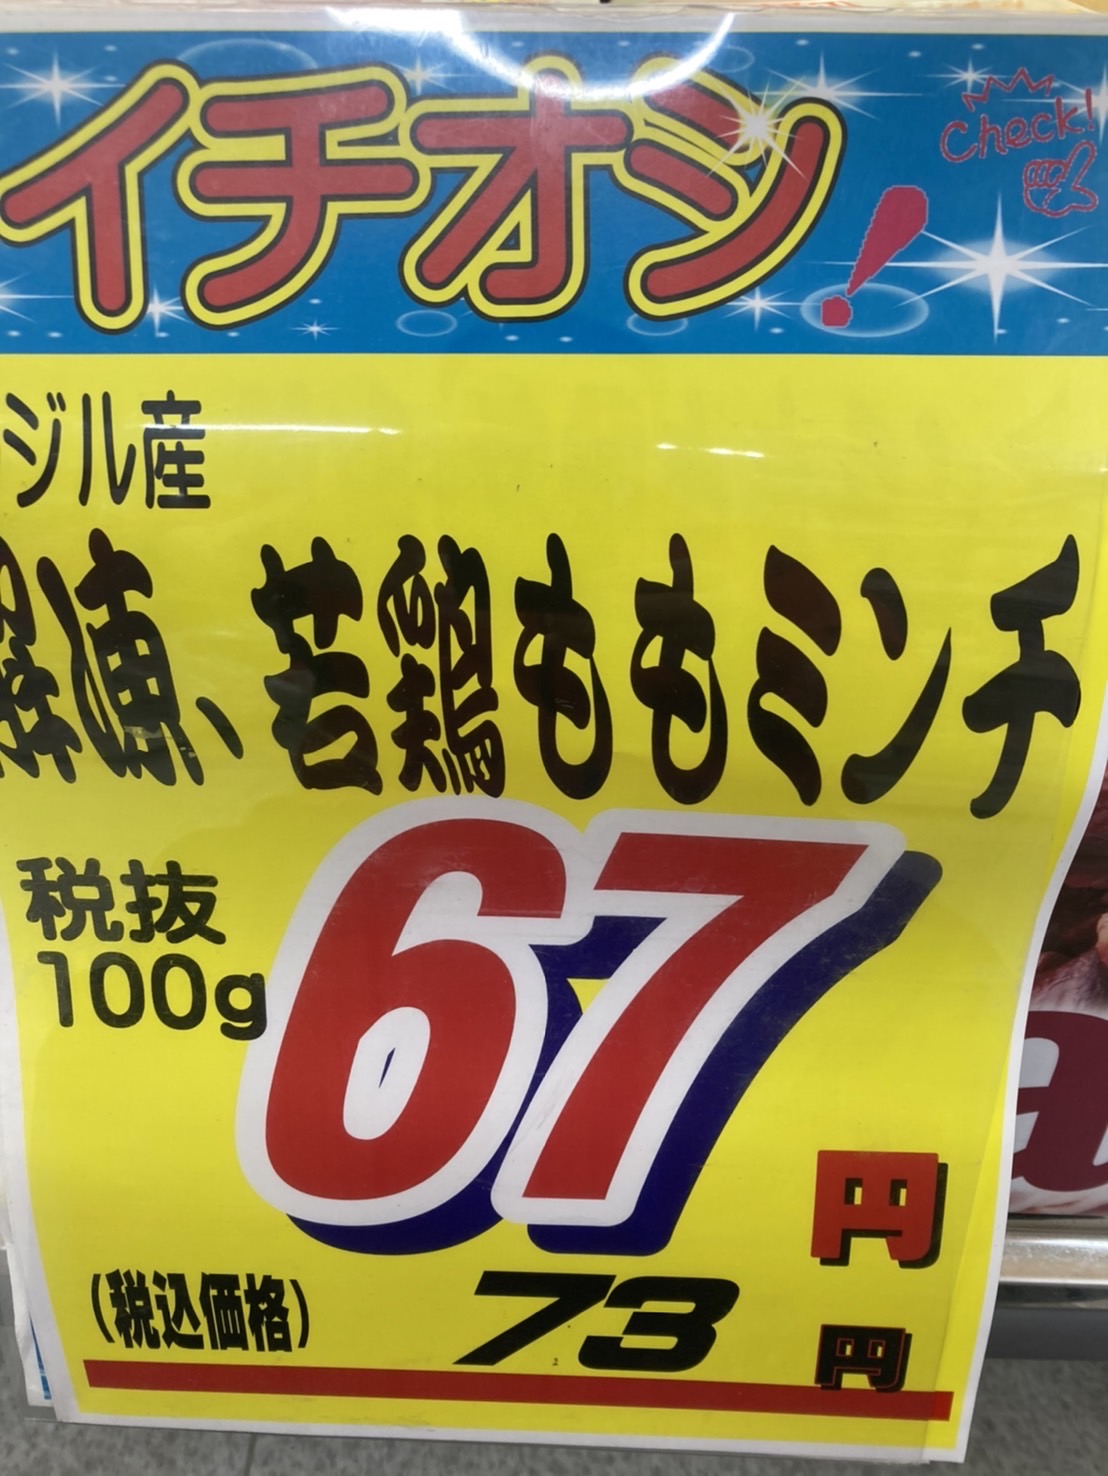 イチオシ!
Check!
ジル産
解凍、若鶏ももミンチ
税抜
100g
67
円
(税込価格)
73
円
a